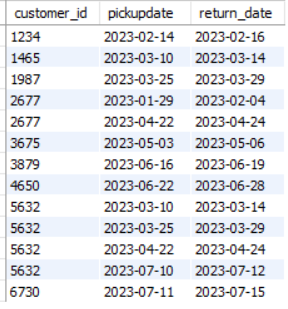 customer_id pickupdate return_date
1234 2023-02-14 2023-02-16
1465 2023-03-10 2023-03-14
1987 2023-03-25 2023-03-29
2677 2023-01-29 2023-02-04
2677 2023-04-22 2023-04-24
3675 2023-05-03 2023-05-06
3879 2023-06-16 2023-06-19
4650 2023-06-22 2023-06-28
5632 2023-03-10 2023-03-14
5632 2023-03-25 2023-03-29
5632 2023-04-22 2023-04-24
5632 2023-07-10 2023-07-12
6730 2023-07-11 2023-07-15